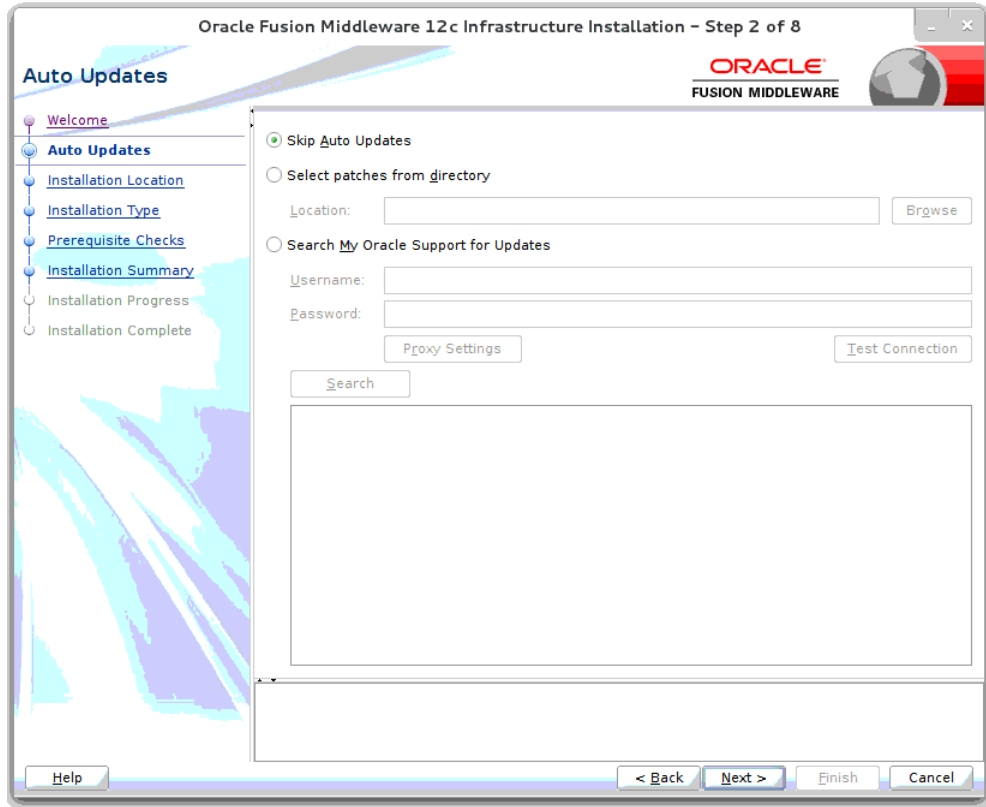 Oracle Fusion Middleware 12c Infrastructure Installation - Step 2 of 8
Auto Updates
ORACLE
FUSION MIDDLEWARE
Welcome
Auto Updates
Installation Location
Installation Type
Prerequisite Checks
Installation Summary
Installation Progress
Installation Complete
Skip Auto Updates
Select patches from directory
Location:
Browse
Search My Oracle Support for Updates
Username:
Password:
Proxy Settings
Test Connection
Search
Help
< Back
Next >
Finish
Cancel